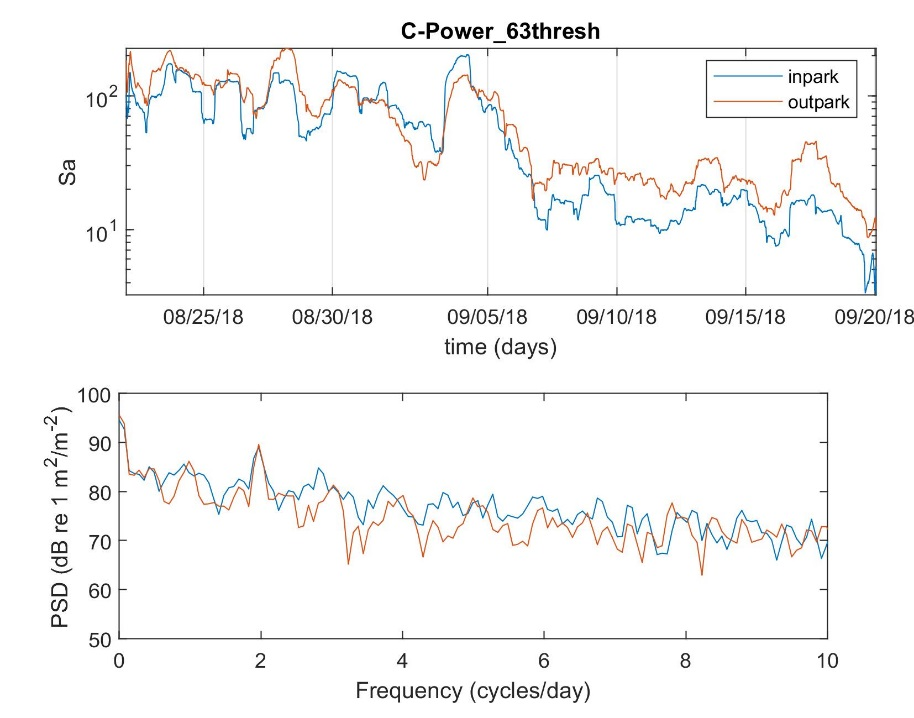 C-Power_63thresh
10^2
10^1
Sa
inpark
outpark
08/25/18 08/30/18 09/05/18 09/10/18 09/15/18 09/20/18
time (days)
100
90
80
70
60
50
PSD (dB re 1 m^2/m^-2)
0 2 4 6 8 10
Frequency (cycles/day)